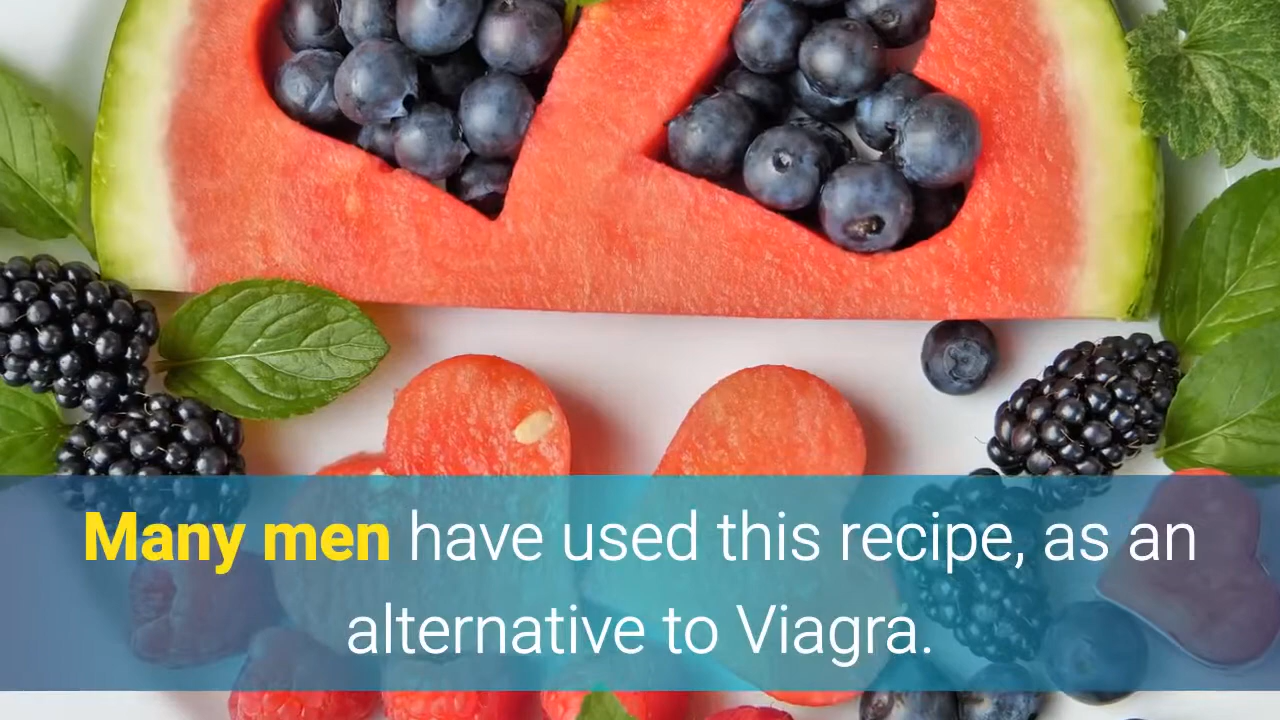 Many men have used this recipe, as an
alternative to Viagra.